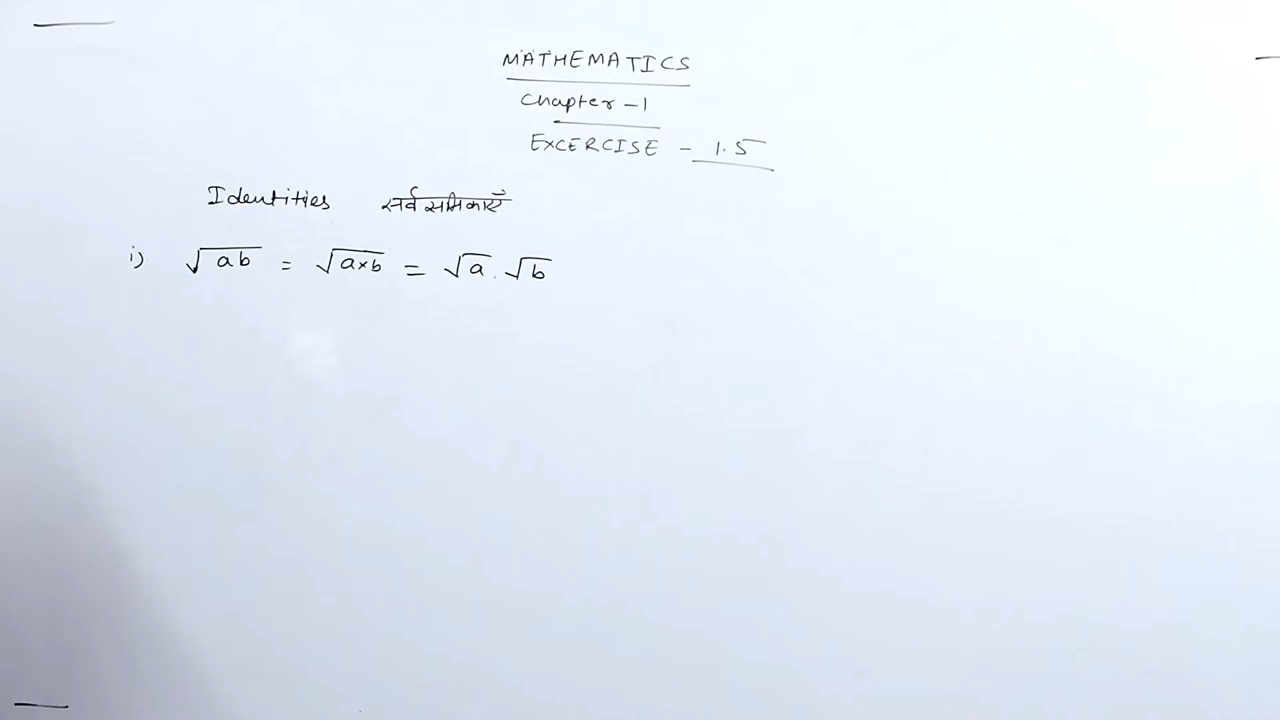 MATHEMATICS
Chapter - 1
EXCERCISE - 1.5
Identities सर्वसमिकाएँ
i) √ab = √a×b = √a . √b